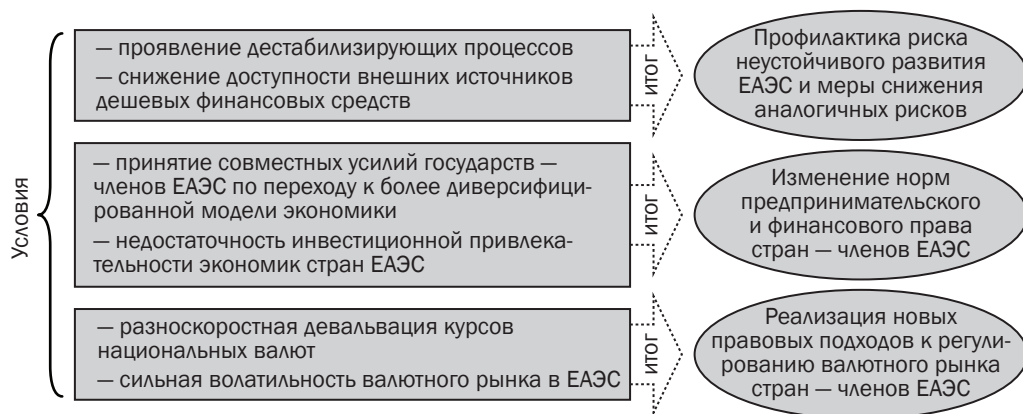 Условия
— проявление дестабилизирующих процессов
— снижение доступности внешних источников
дешевых финансовых средств
итог
Профилактика риска
неустойчивого развития
ЕАЭС и меры снижения
аналогичных рисков
— принятие совместных усилий государств —
членов ЕАЭС по переходу к более диверсифици-
рованной модели экономики
— недостаточность инвестиционной привлека-
тельности экономик стран ЕАЭС
итог
Изменение норм
предпринимательского
и финансового права
стран — членов ЕАЭС
— разноскоростная девальвация курсов
национальных валют
— сильная волатильность валютного рынка в ЕАЭС
итог
Реализация новых
правовых подходов к регули-
рованию валютного рынка
стран — членов ЕАЭС